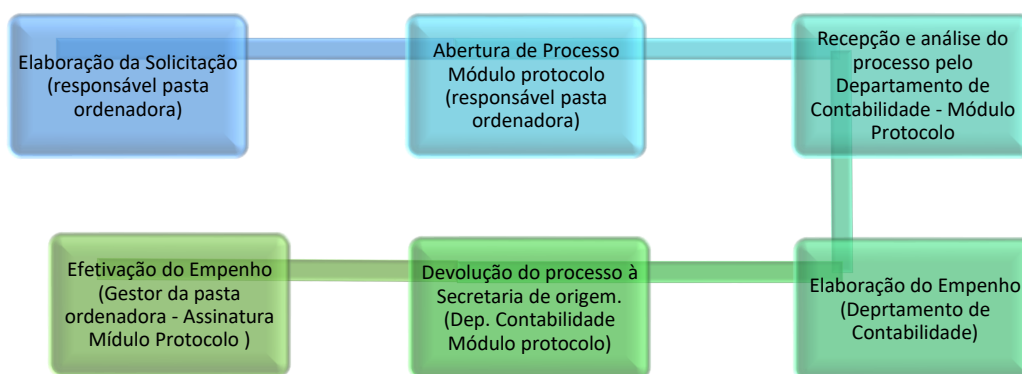 Elaboração da Solicitação
(responsável pasta
ordenadora)
Abertura de Processo
Módulo protocolo
(responsável pasta
ordenadora)
Recepção e análise do
processo pelo
Departamento de
Contabilidade - Módulo
Protocolo
Elaboração do Empenho
(Deprtamento de
Contabilidade)
Devolução do processo à
Secretaria de origem.
(Dep. Contabilidade
Módulo protocolo)
Efetivação do Empenho
(Gestor da pasta
ordenadora - Assinatura
Mídulo Protocolo )